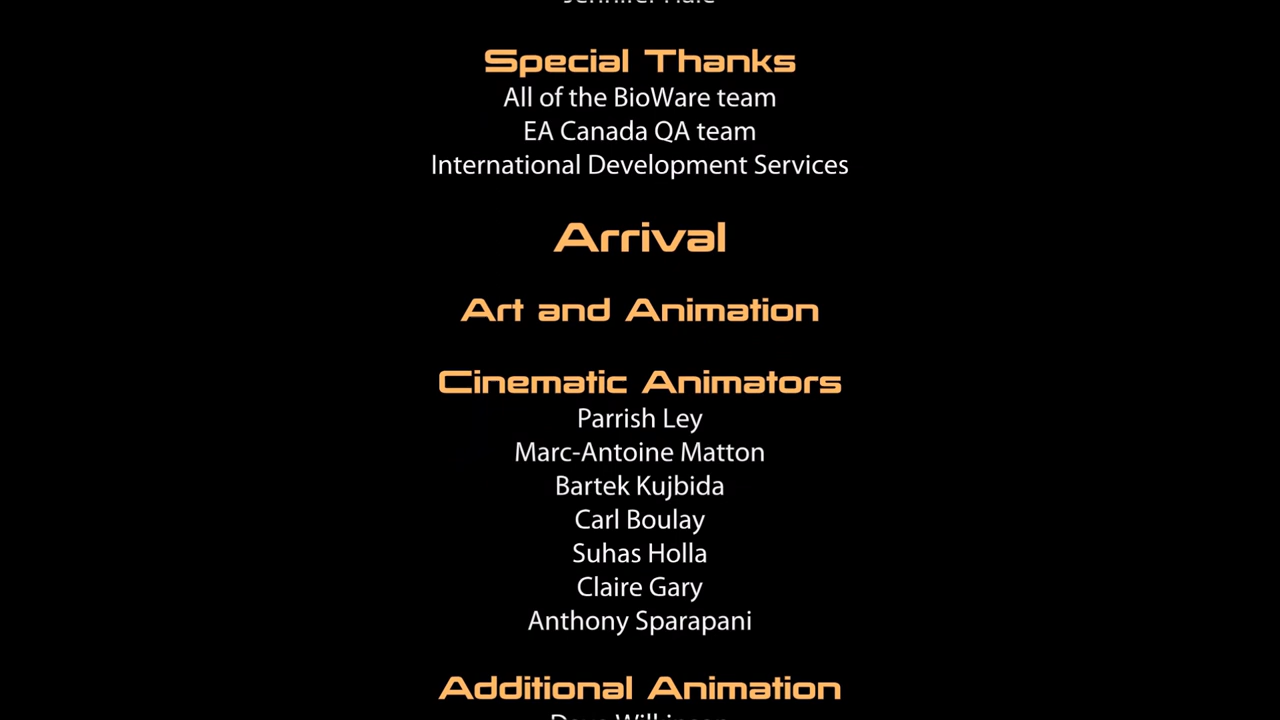 Special Thanks
All of the BioWare team
EA Canada QA team
International Development Services
Arrival
Art and Animation
Cinematic Animators
Parrish Ley
Marc-Antoine Matton
Bartek Kujbida
Carl Boulay
Suhas Holla
Claire Gary
Anthony Sparapani
Additional Animation